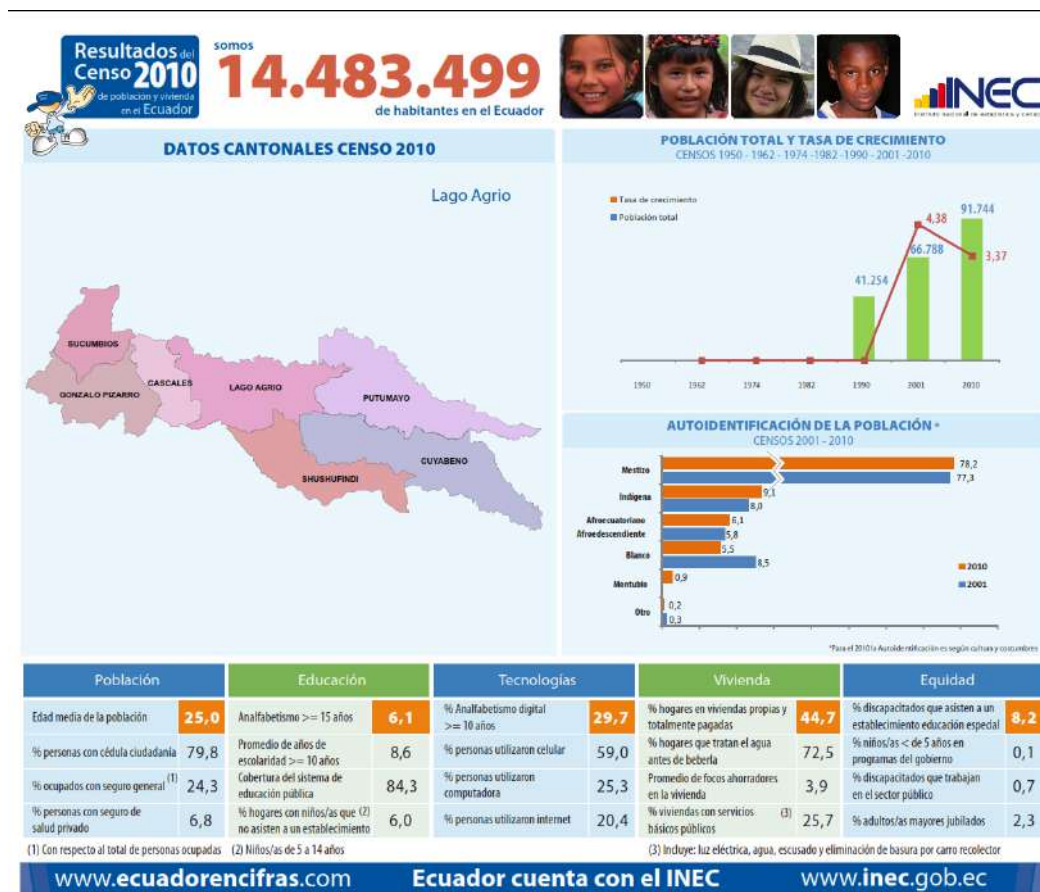 Resultados del
Censo 2010
de población y vivienda
en el Ecuador
somos
14.483.499
de habitantes en el Ecuador
INEC
DATOS CANTONALES CENSO 2010
Lago Agrio
SUCUMBIOS
GONZALO PIZARRO
CASCALES
LAGO AGRIO
PUTUMAYO
CUYABENO
SHUSHUFINDI
POBLACIÓN TOTAL Y TASA DE CRECIMIENTO
CENSOS 1950 - 1962 - 1974 -1982 -1990 - 2001 -2010
Tasa de crecimiento
Población total
41.254
66.788
91.744
4,38
3,37
1950 1962 1974 1982 1990 2001 2010
AUTOIDENTIFICACIÓN DE LA POBLACIÓN *
CENSOS 2001 - 2010
Mestizo 78,2
77,3
Indígena 9,1
8,0
Afroecuatoriano 6,1
Afrodescendiente 5,8
Blanco 5,5
8,5
Montubio 0,9
Otro 0,2
0,3
2010
2001
*Para el 2010 la Autoidentificación es según cultura y costumbres
Población
Edad media de la población 25,0
% personas con cédula ciudadanía 79,8
% ocupados con seguro general (1) 24,3
% personas con seguro de
salud privado 6,8
Educación
Analfabetismo >= 15 años 6,1
Promedio de años de
escolaridad >= 10 años 8,6
Cobertura del sistema de
educación pública 84,3
% hogares con niños/as que (2)
no asisten a un establecimiento 6,0
Tecnologías
% Analfabetismo digital
>= 10 años 29,7
% personas utilizaron celular 59,0
% personas utilizaron
computadora 25,3
% personas utilizaron internet 20,4
Vivienda
% hogares en viviendas propias y
totalmente pagadas 44,7
% hogares que tratan el agua
antes de beberla 72,5
Promedio de focos ahorradores
en la vivienda 3,9
% viviendas con servicios (3)
básicos públicos 25,7
Equidad
% discapacitados que asisten a un
establecimiento educación especial 8,2
% niños/as < de 5 años en
programas del gobierno 0,1
% discapacitados que trabajan
en el sector público 0,7
% adultos/as mayores jubilados 2,3
(1) Con respecto al total de personas ocupadas (2) Niños/as de 5 a 14 años
(3) Incluye: luz eléctrica, agua, escusado y eliminación de basura por carro recolector
www.ecuadorencifras.com Ecuador cuenta con el INEC www.inec.gob.ec